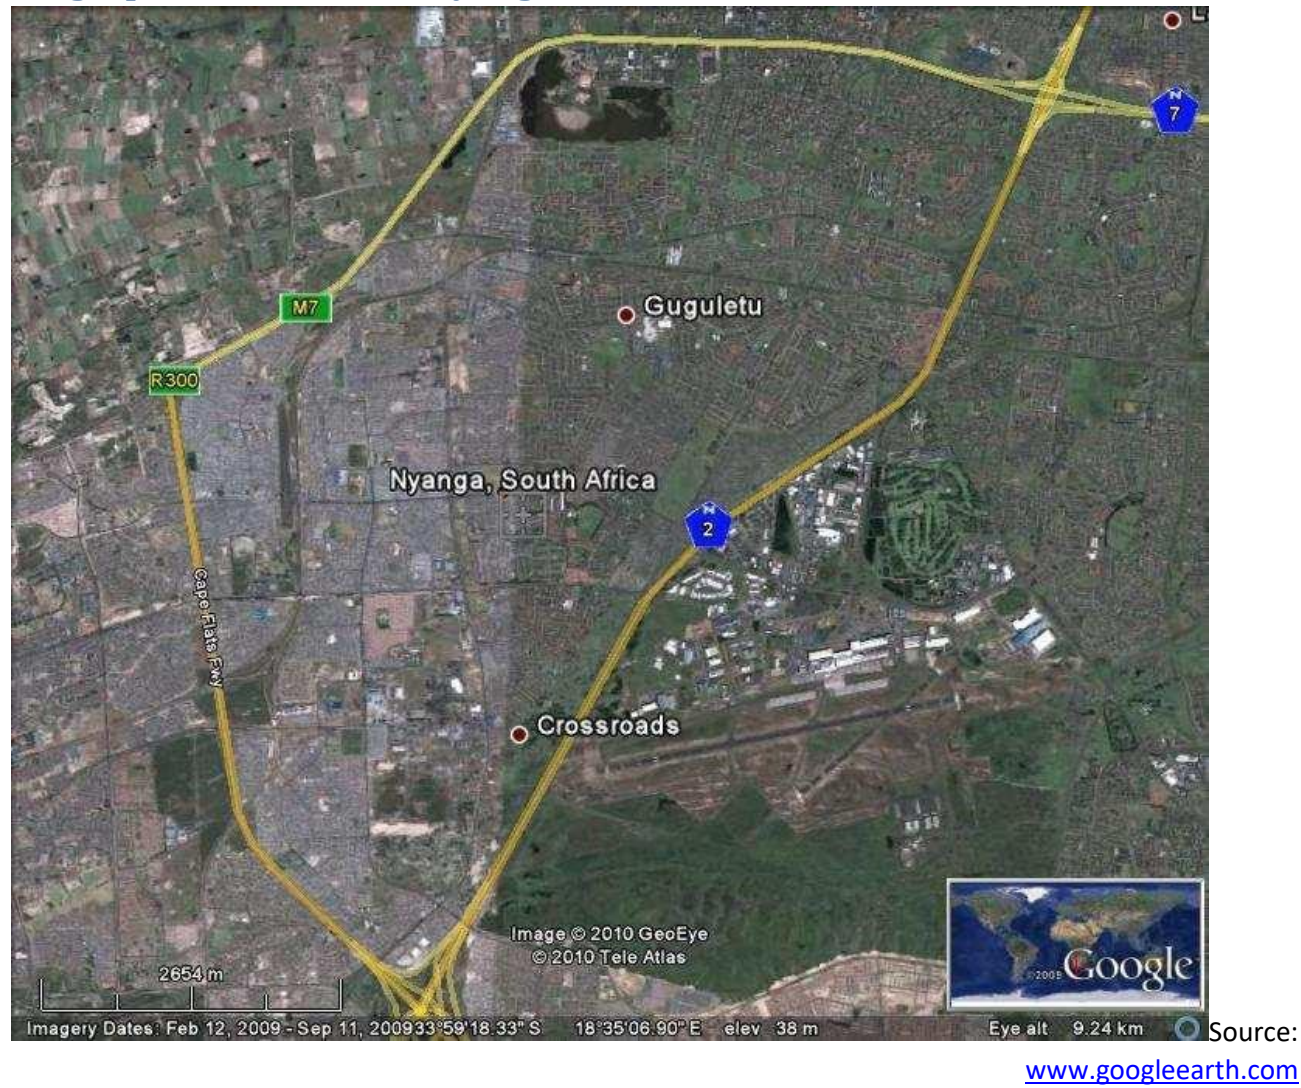 N
7
M7
Guguletu
R300
Nyanga, South Africa
N
2
Cape Flats Fwy
Crossroads
Image © 2010 GeoEye
© 2010 Tele Atlas
2654 m
©2009 Google
Imagery Dates: Feb 12, 2009 - Sep 11, 2009 33°59'18.33" S 18°35'06.90" E elev 38 m Eye alt 9.24 km
Source:
www.googleearth.com